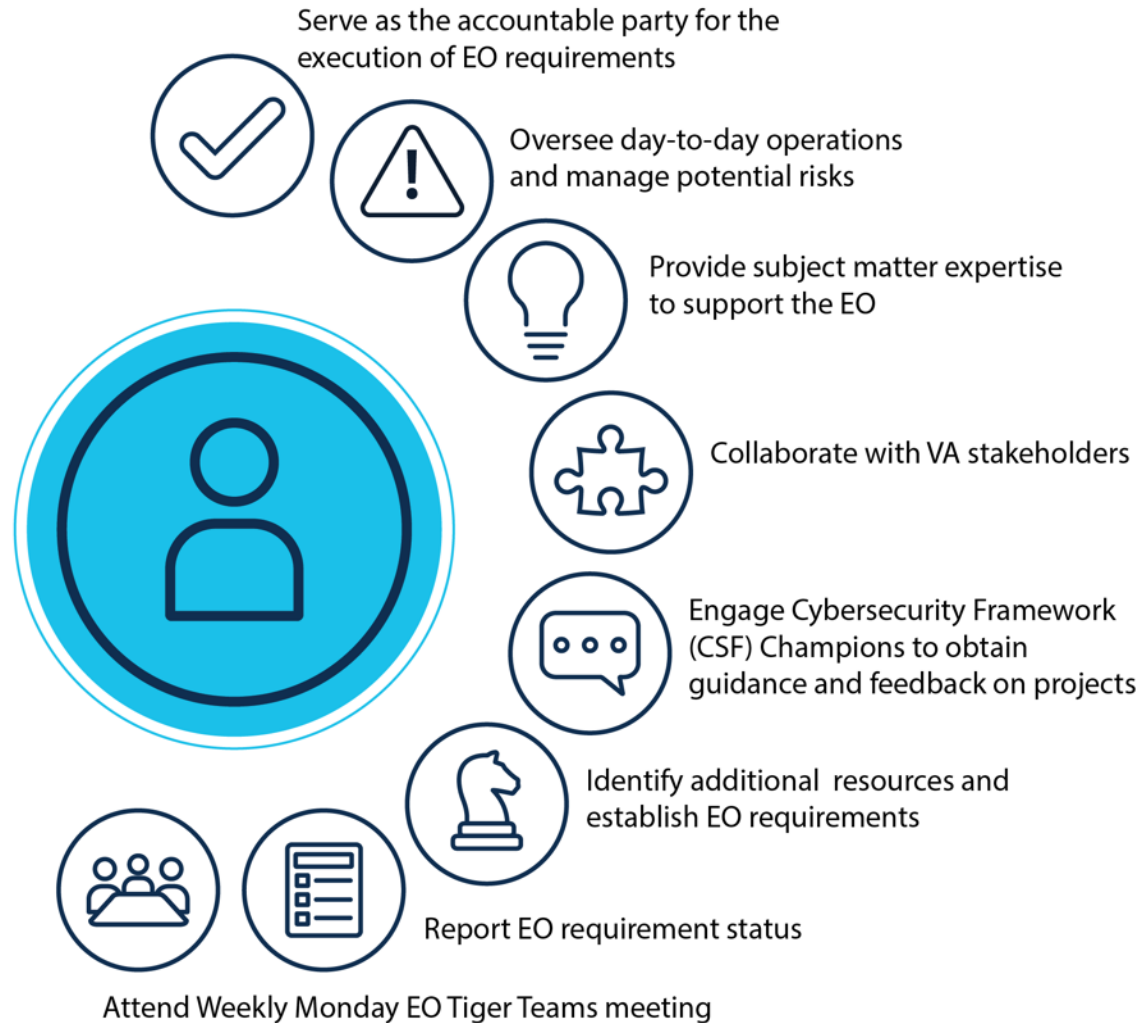 Serve as the accountable party for the
execution of EO requirements
Oversee day-to-day operations
and manage potential risks
Provide subject matter expertise
to support the EO
Collaborate with VA stakeholders
Engage Cybersecurity Framework
(CSF) Champions to obtain
guidance and feedback on projects
Identify additional  resources and
establish EO requirements
Report EO requirement status
Attend Weekly Monday EO Tiger Teams meeting